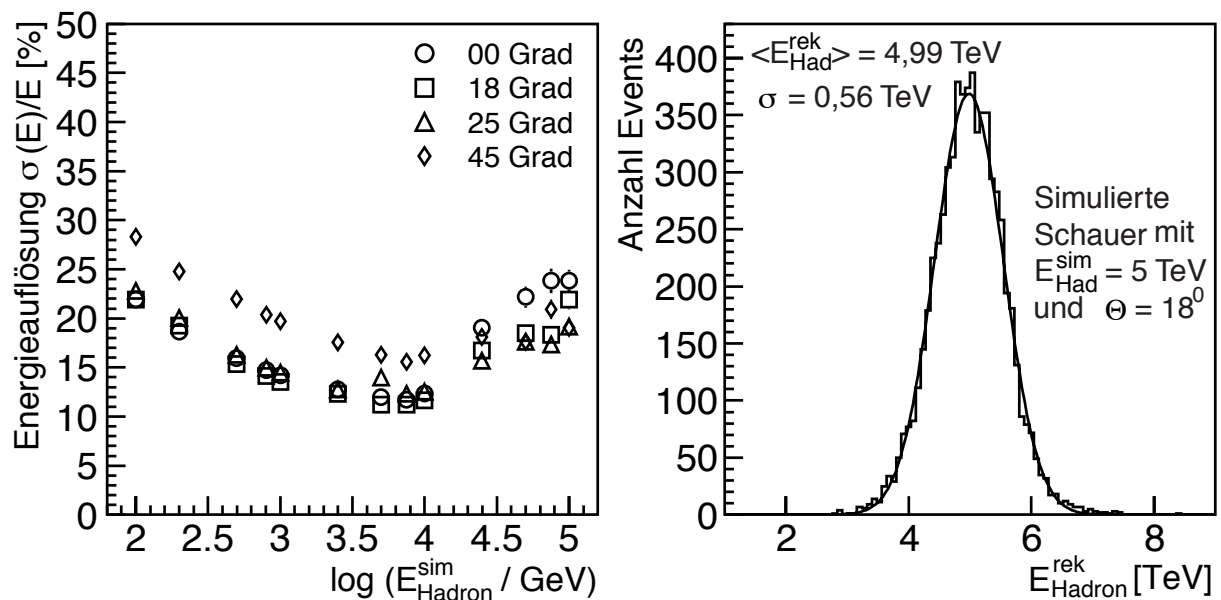 Energieauflösung σ(E)/E [%]
50
45
40
35
30
25
20
15
10
5
0
00 Grad
18 Grad
25 Grad
45 Grad
2
2.5
3
3.5
4
4.5
5
log (E^sim_Hadron / GeV)
Anzahl Events
400
350
300
250
200
150
100
50
0
<E^rek_Had> = 4,99 TeV
σ = 0,56 TeV
Simulierte
Schauer mit
E^sim_Had = 5 TeV
und Θ = 18^0
2
4
6
8
E^rek_Hadron [TeV]